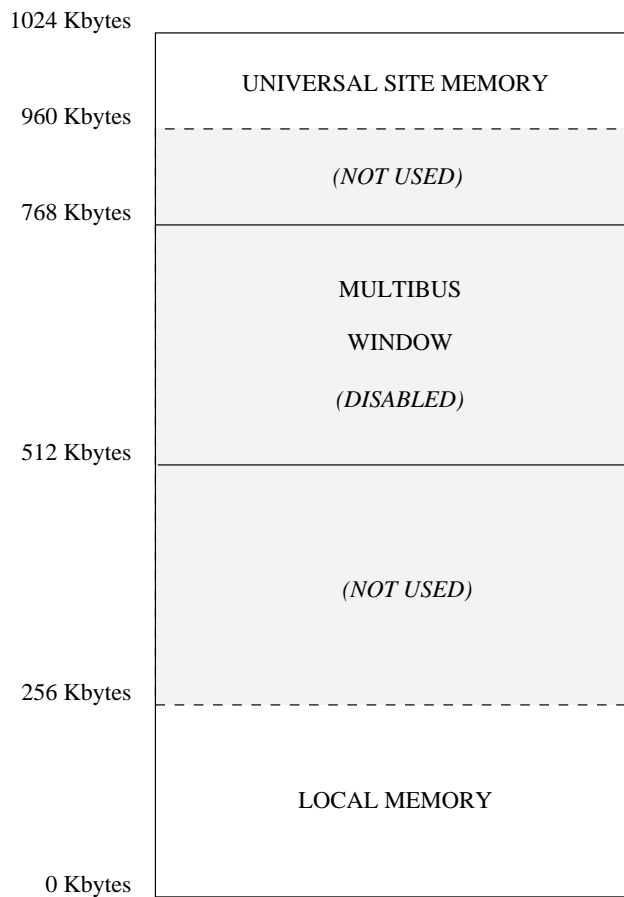 1024 Kbytes
UNIVERSAL SITE MEMORY
960 Kbytes
(NOT USED)
768 Kbytes
MULTIBUS
WINDOW
(DISABLED)
512 Kbytes
(NOT USED)
256 Kbytes
LOCAL MEMORY
0 Kbytes